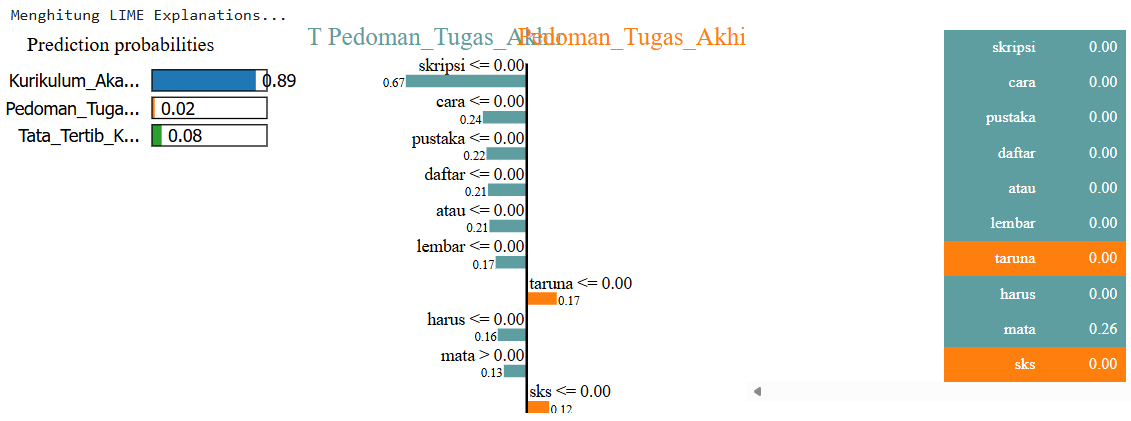 Menghitung LIME Explanations...
Prediction probabilities
Kurikulum_Aka... 0.89
Pedoman_Tuga... 0.02
Tata_Tertib_K... 0.08
T Pedoman_Tugas_Akhir
Pedoman_Tugas_Akhi
skripsi <= 0.00
0.67
cara <= 0.00
0.24
pustaka <= 0.00
0.22
daftar <= 0.00
0.21
atau <= 0.00
0.21
lembar <= 0.00
0.17
taruna <= 0.00
0.17
harus <= 0.00
0.16
mata > 0.00
0.13
sks <= 0.00
0.12
skripsi 0.00
cara 0.00
pustaka 0.00
daftar 0.00
atau 0.00
lembar 0.00
taruna 0.00
harus 0.00
mata 0.26
sks 0.00